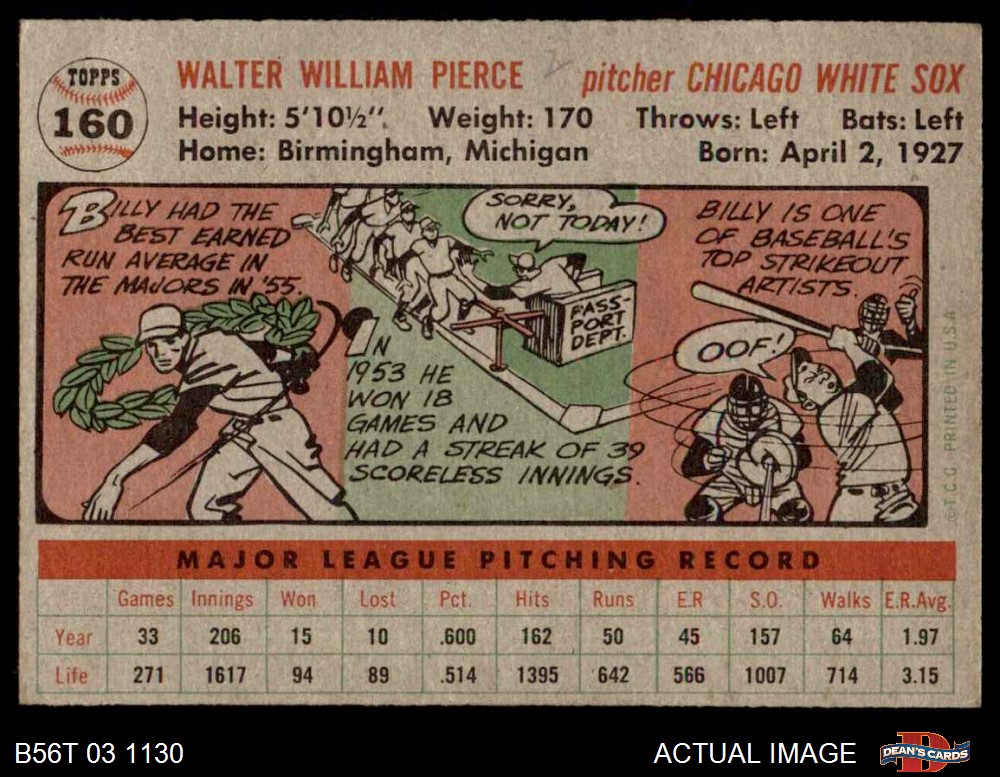 TOPPS
160
WALTER WILLIAM PIERCE pitcher CHICAGO WHITE SOX
Height: 5'10½". Weight: 170 Throws: Left Bats: Left
Home: Birmingham, Michigan Born: April 2, 1927
BILLY HAD THE
BEST EARNED
RUN AVERAGE IN
THE MAJORS IN '55.
SORRY,
NOT TODAY!
PASS-
PORT
DEPT.
IN
1953 HE
WON 18
GAMES AND
HAD A STREAK OF 39
SCORELESS INNINGS.
BILLY IS ONE
OF BASEBALL'S
TOP STRIKEOUT
ARTISTS.
OOF!
©T.C.C. PRINTED IN U.S.A
MAJOR LEAGUE PITCHING RECORD
Games Innings Won Lost Pct. Hits Runs E.R S.O. Walks E.R.Avg.
Year 33 206 15 10 .600 162 50 45 157 64 1.97
Life 271 1617 94 89 .514 1395 642 566 1007 714 3.15
B56T 03 1130
ACTUAL IMAGE
D
DEAN'S CARDS